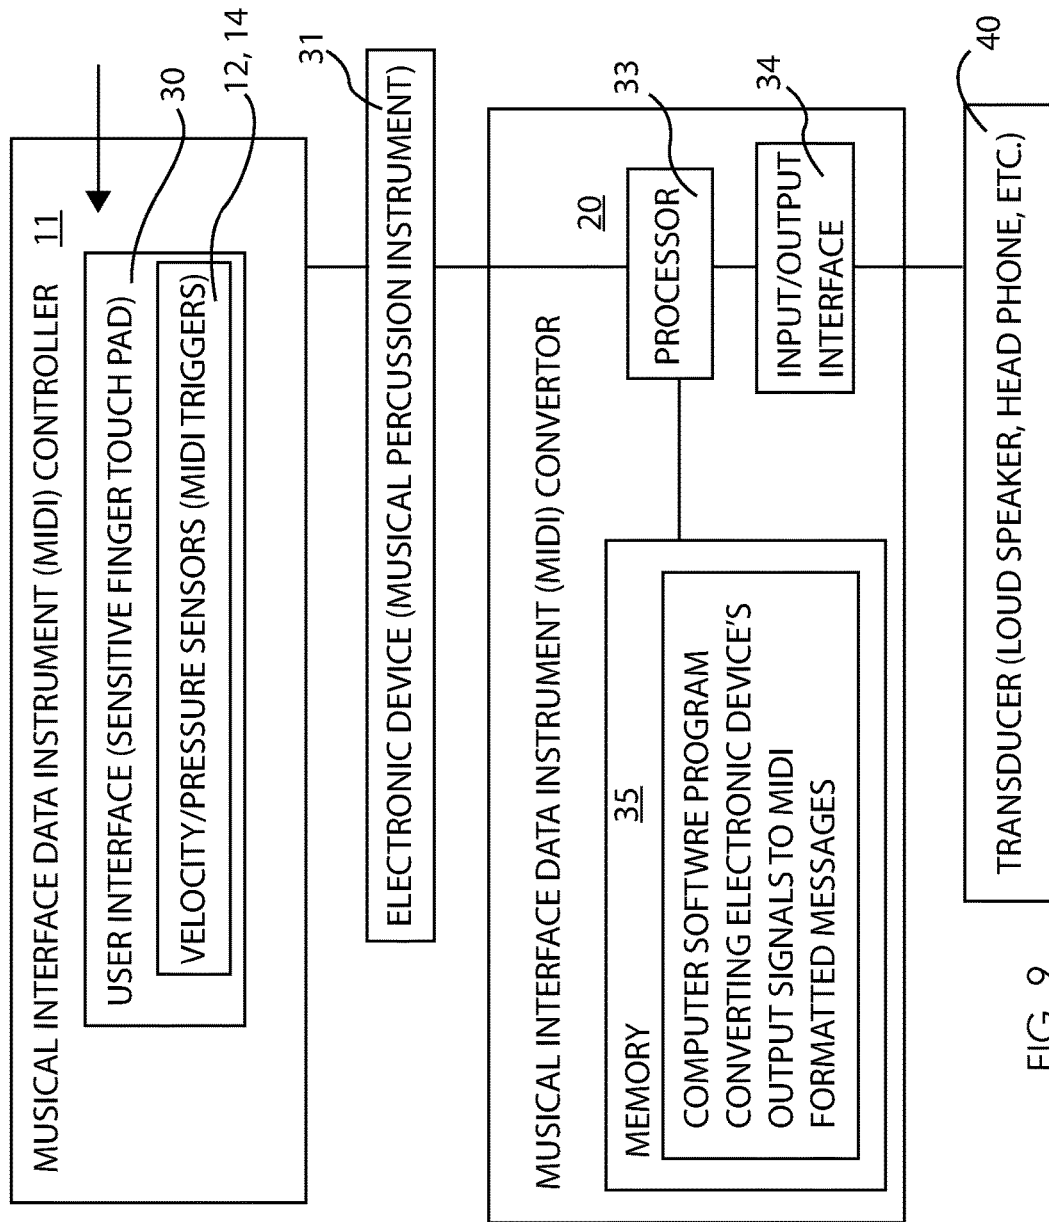 MUSICAL INTERFACE DATA INSTRUMENT (MIDI) CONTROLLER 11
USER INTERFACE (SENSITIVE FINGER TOUCH PAD)
30
VELOCITY/PRESSURE SENSORS (MIDI TRIGGERS)
12, 14
ELECTRONIC DEVICE (MUSICAL PERCUSSION INSTRUMENT)
31
MUSICAL INTERFACE DATA INSTRUMENT (MIDI) CONVERTOR
20
MEMORY
35
COMPUTER SOFTWRE PROGRAM
CONVERTING ELECTRONIC DEVICE'S
OUTPUT SIGNALS TO MIDI
FORMATTED MESSAGES
PROCESSOR
33
INPUT/OUTPUT
INTERFACE
34
TRANSDUCER (LOUD SPEAKER, HEAD PHONE, ETC.)
40
FIG. 9